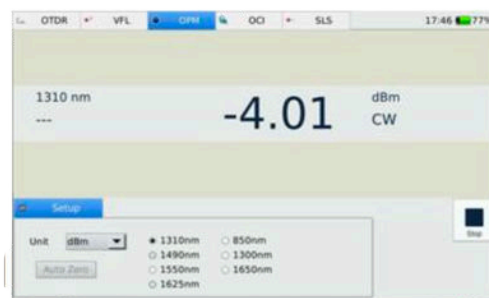 OTDR VFL OPM OCI SLS 17:46 77%
1310 nm -4.01 dBm
--- CW
Setup
Unit dBm 1310nm 850nm
1490nm 1300nm
Auto Zero 1550nm 1650nm
1625nm
Stop